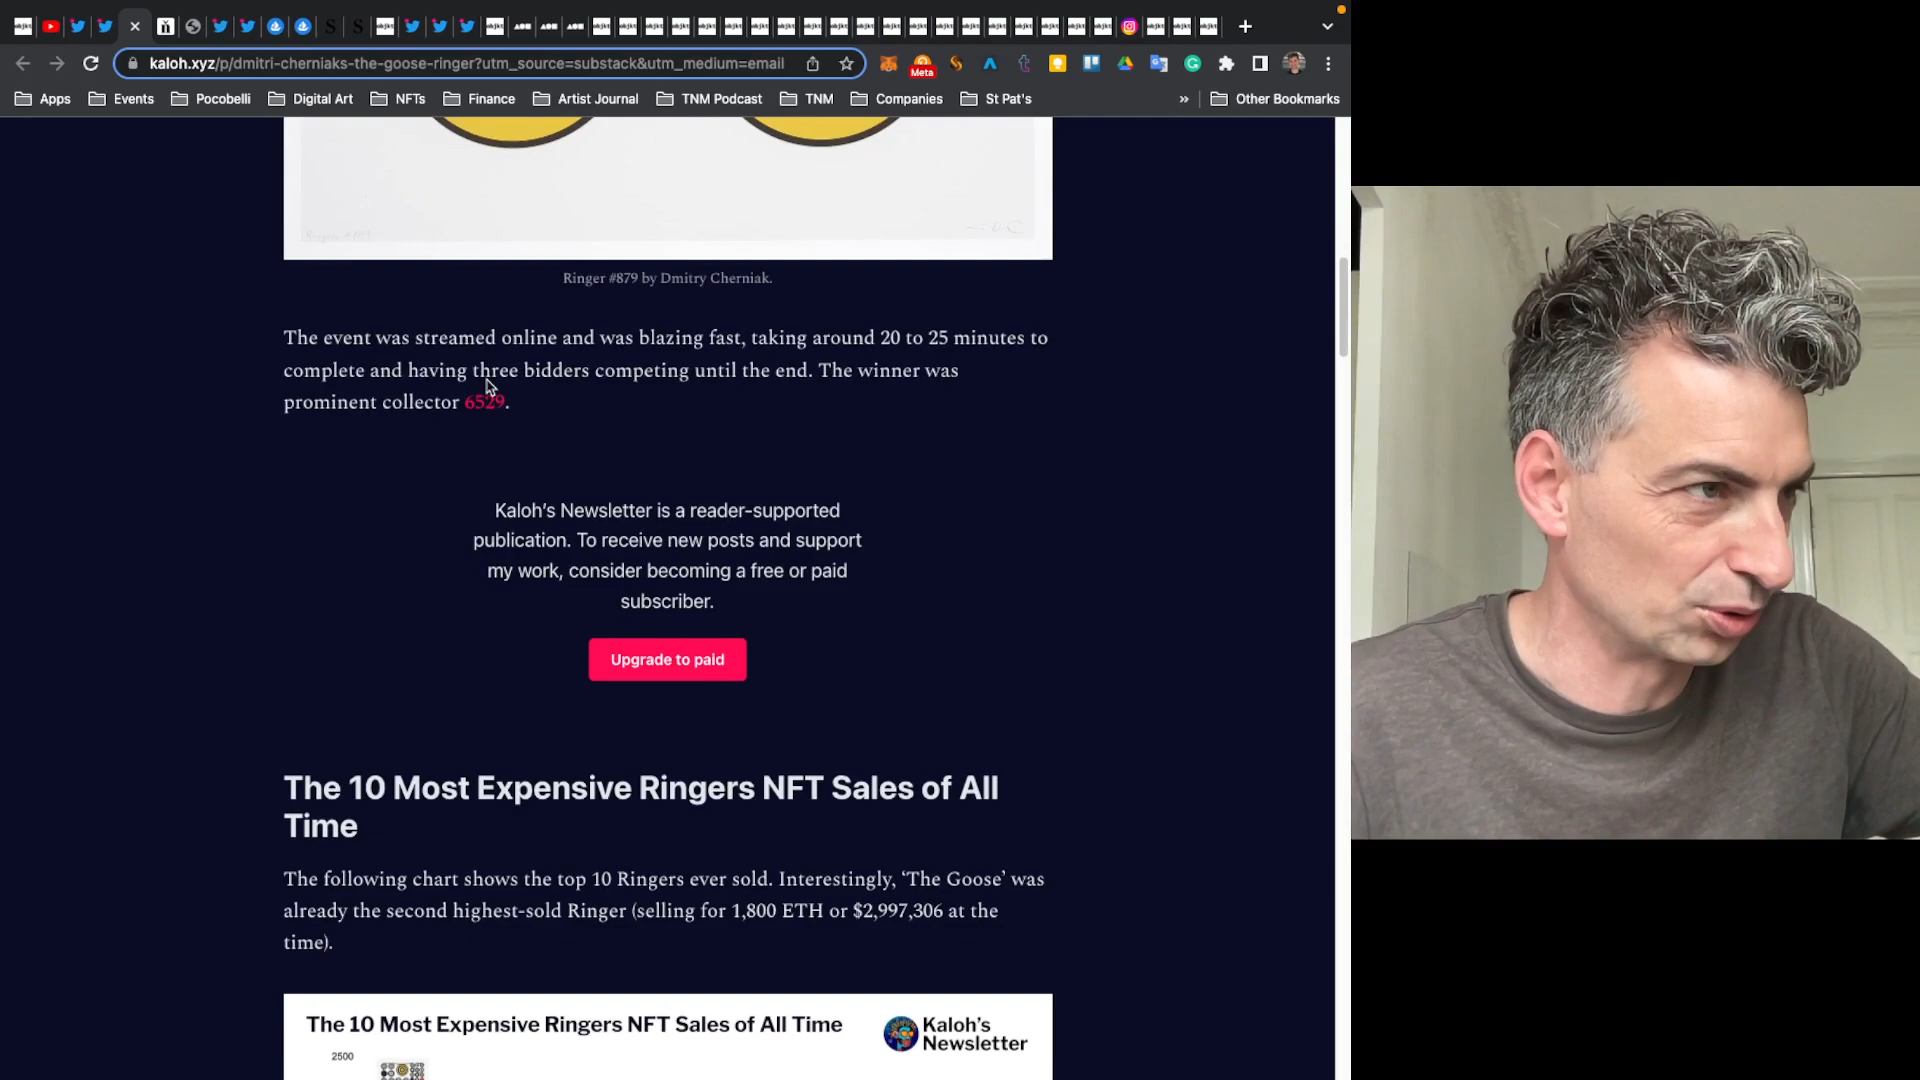 kaloh.xyz/p/dmitri-cherniaks-the-goose-ringer?utm_source=substack&utm_medium=email
Meta
Apps
Events
Pocobelli
Digital Art
NFTs
Finance
Artist Journal
TNM Podcast
TNM
Companies
St Pat's
»
Other Bookmarks
Ringer #879 by Dmitry Cherniak.
The event was streamed online and was blazing fast, taking around 20 to 25 minutes to
complete and having three bidders competing until the end. The winner was
prominent collector 6529.
Kaloh’s Newsletter is a reader-supported
publication. To receive new posts and support
my work, consider becoming a free or paid
subscriber.
Upgrade to paid
The 10 Most Expensive Ringers NFT Sales of All
Time
The following chart shows the top 10 Ringers ever sold. Interestingly, ‘The Goose’ was
already the second highest-sold Ringer (selling for 1,800 ETH or $2,997,306 at the
time).
The 10 Most Expensive Ringers NFT Sales of All Time
Kaloh’s
Newsletter
2500